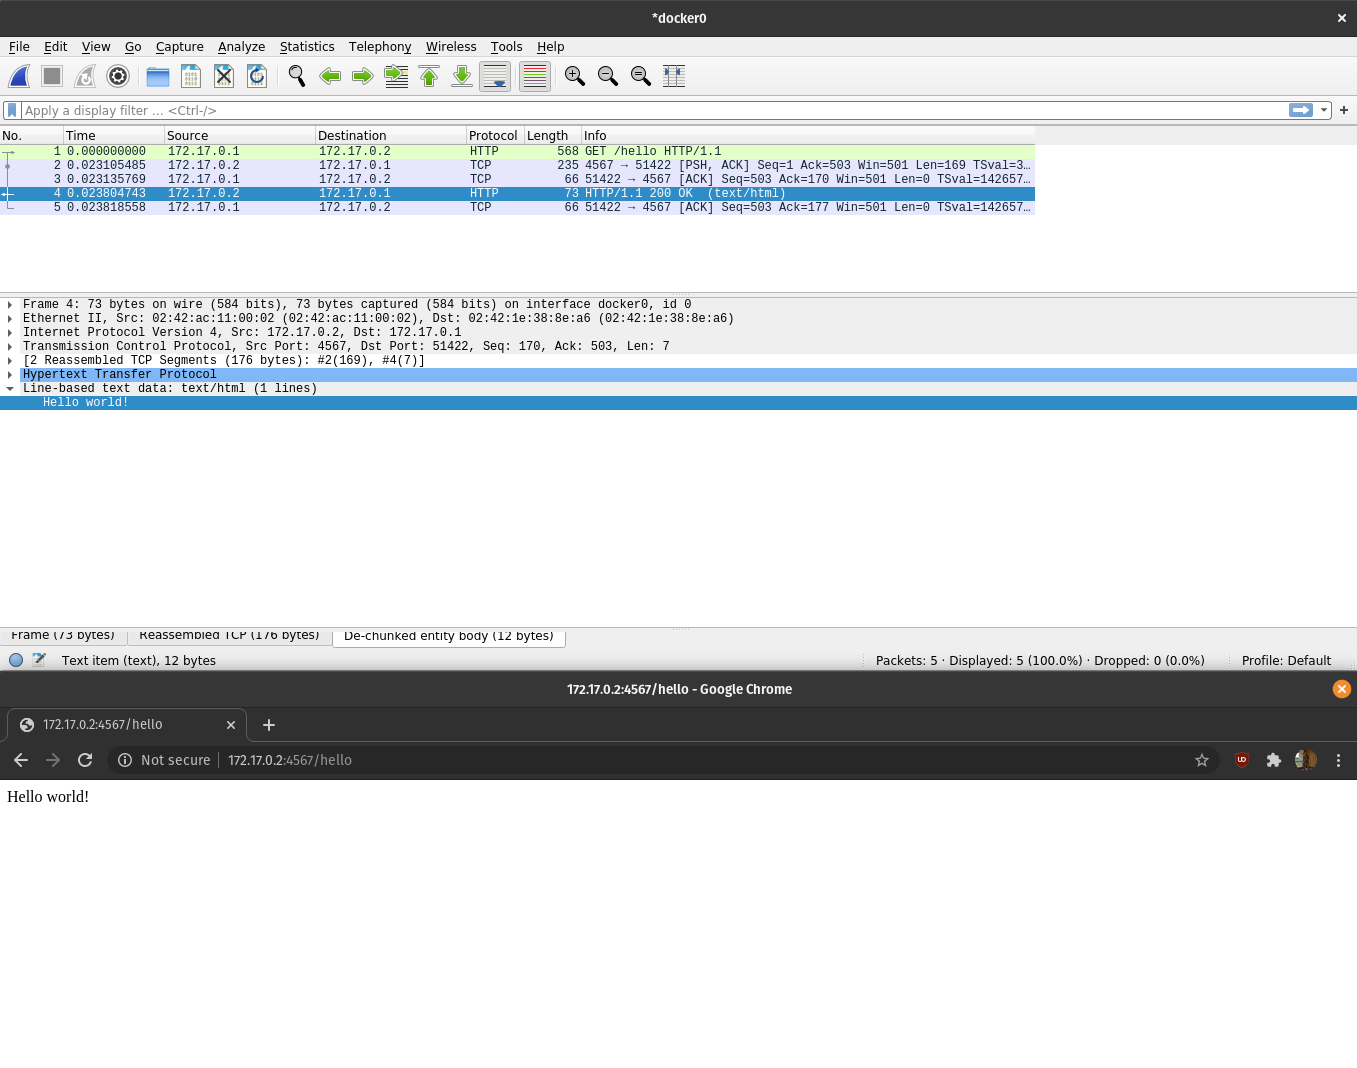 *docker0
File Edit View Go Capture Analyze Statistics Telephony Wireless Tools Help
Apply a display filter ... <Ctrl-/>
No. Time Source Destination Protocol Length Info
1 0.000000000 172.17.0.1 172.17.0.2 HTTP 568 GET /hello HTTP/1.1
2 0.023105485 172.17.0.2 172.17.0.1 TCP 235 4567 → 51422 [PSH, ACK] Seq=1 Ack=503 Win=501 Len=169 TSval=3…
3 0.023135769 172.17.0.1 172.17.0.2 TCP 66 51422 → 4567 [ACK] Seq=503 Ack=170 Win=501 Len=0 TSval=142657…
4 0.023804743 172.17.0.2 172.17.0.1 HTTP 73 HTTP/1.1 200 OK  (text/html)
5 0.023818558 172.17.0.1 172.17.0.2 TCP 66 51422 → 4567 [ACK] Seq=503 Ack=177 Win=501 Len=0 TSval=142657…
Frame 4: 73 bytes on wire (584 bits), 73 bytes captured (584 bits) on interface docker0, id 0
Ethernet II, Src: 02:42:ac:11:00:02 (02:42:ac:11:00:02), Dst: 02:42:1e:38:8e:a6 (02:42:1e:38:8e:a6)
Internet Protocol Version 4, Src: 172.17.0.2, Dst: 172.17.0.1
Transmission Control Protocol, Src Port: 4567, Dst Port: 51422, Seq: 170, Ack: 503, Len: 7
[2 Reassembled TCP Segments (176 bytes): #2(169), #4(7)]
Hypertext Transfer Protocol
Line-based text data: text/html (1 lines)
Hello world!
Frame (73 bytes) Reassembled TCP (176 bytes) De-chunked entity body (12 bytes)
Text item (text), 12 bytes Packets: 5 · Displayed: 5 (100.0%) · Dropped: 0 (0.0%) Profile: Default
172.17.0.2:4567/hello - Google Chrome
172.17.0.2:4567/hello
Not secure 172.17.0.2:4567/hello
Hello world!